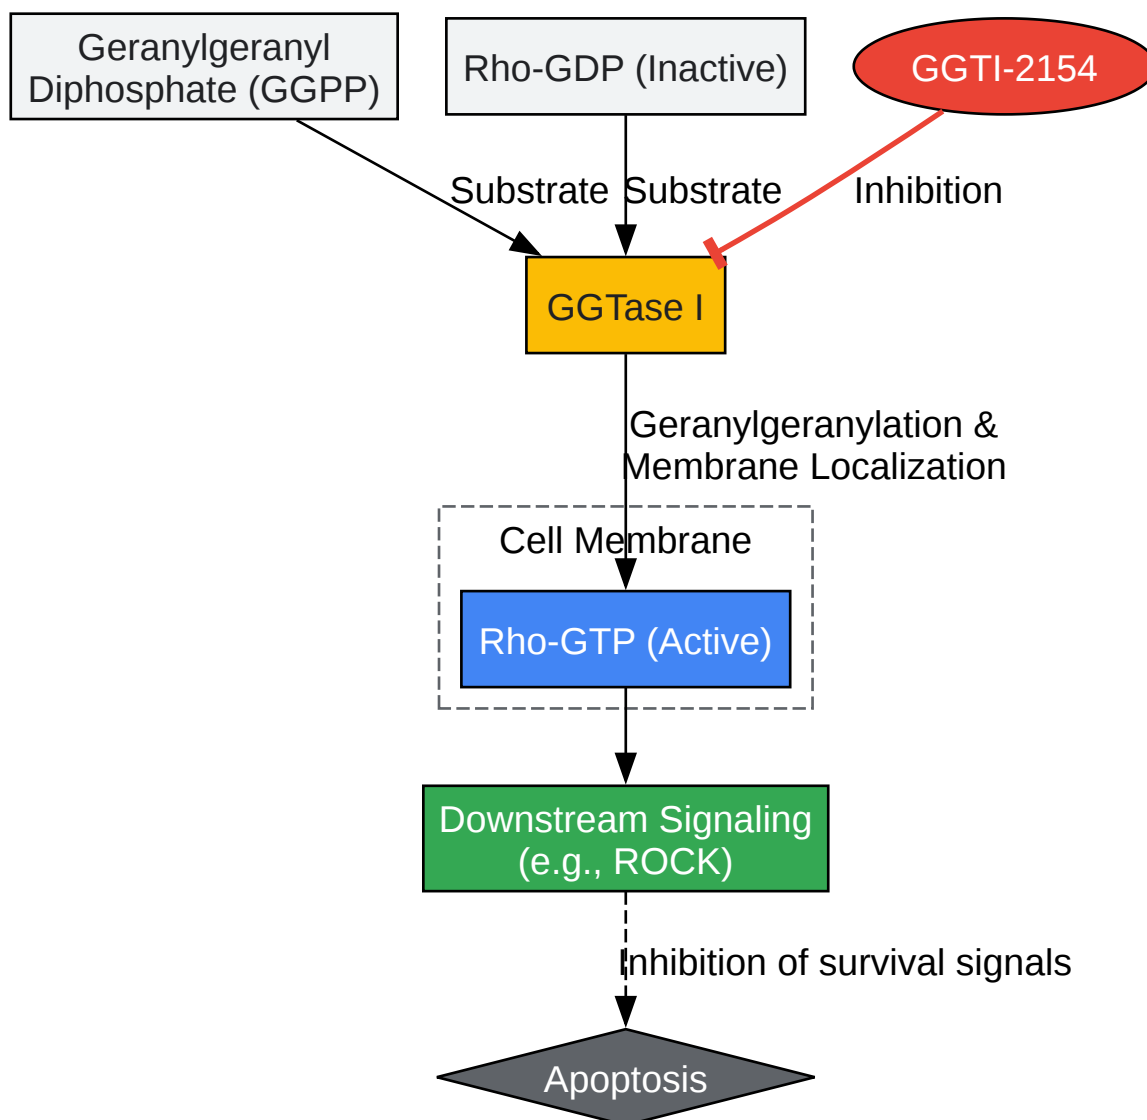 Geranylgeranyl
Diphosphate (GGPP)
Rho-GDP (Inactive)
GGTI-2154
Substrate
Substrate
Inhibition
GGTase I
Geranylgeranylation &
Membrane Localization
Cell Membrane
Rho-GTP (Active)
Downstream Signaling
(e.g., ROCK)
Inhibition of survival signals
Apoptosis